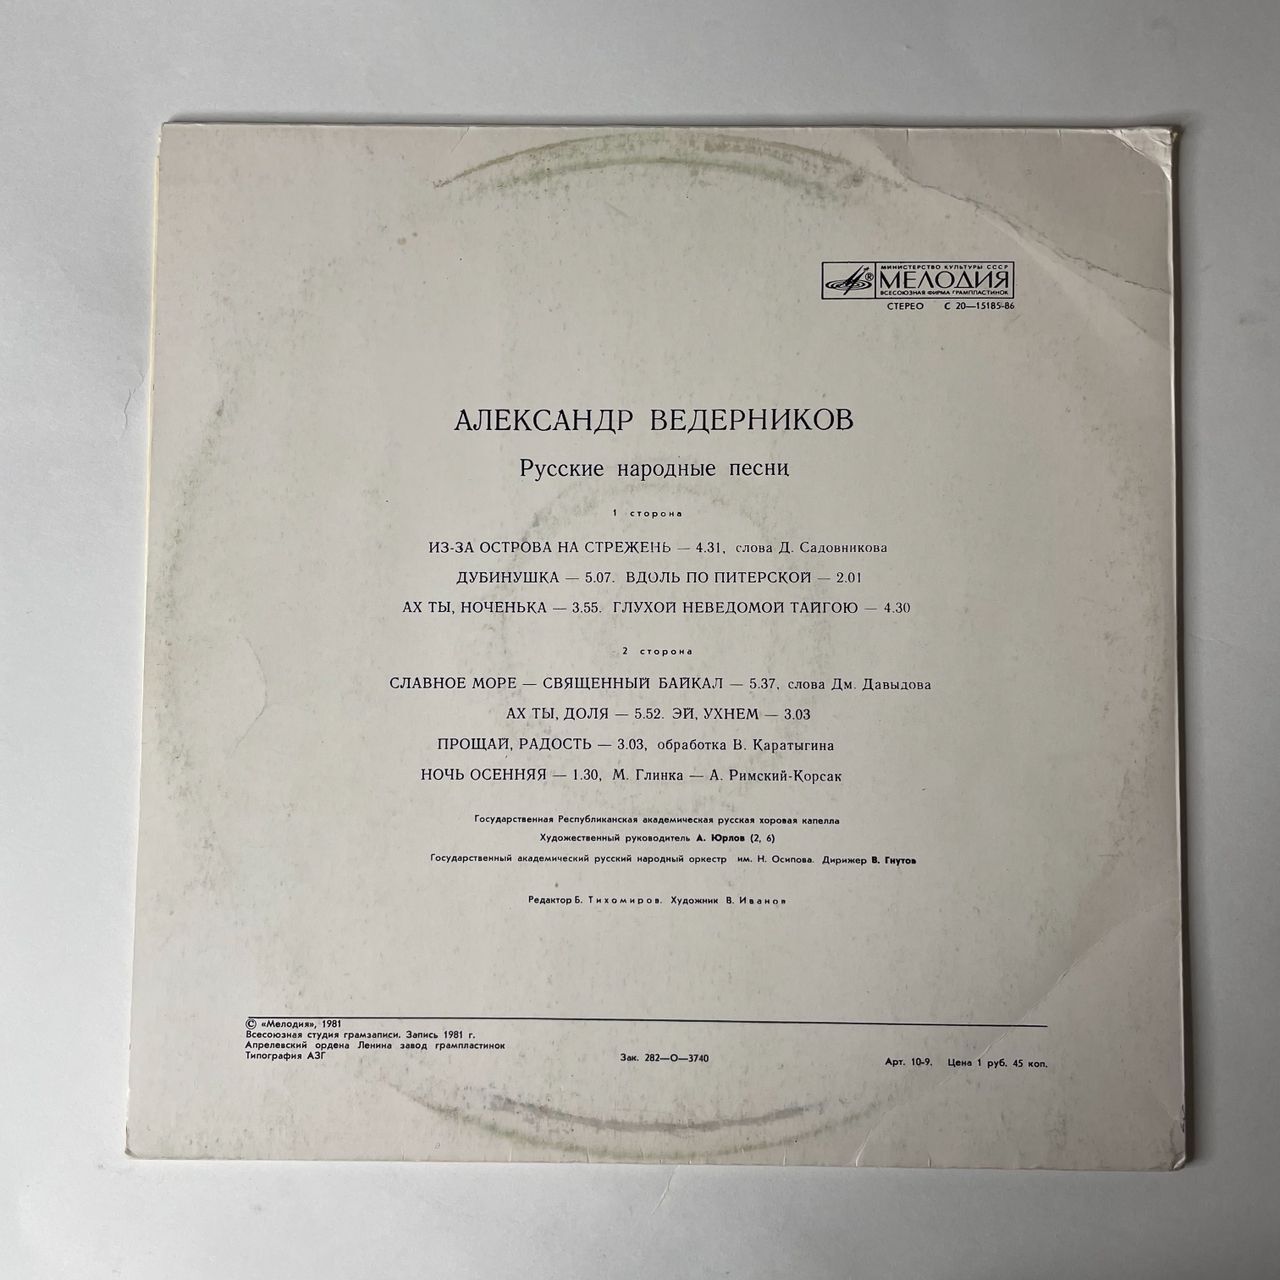 МИНИСТЕРСТВО КУЛЬТУРЫ СССР
® МЕЛОДИЯ
ВСЕСОЮЗНАЯ ФИРМА ГРАМПЛАСТИНОК
СТЕРЕО С 20—15185-86
АЛЕКСАНДР ВЕДЕРНИКОВ
Русские народные песни
1 сторона
ИЗ-ЗА ОСТРОВА НА СТРЕЖЕНЬ — 4.31, слова Д. Садовникова
ДУБИНУШКА — 5.07. ВДОЛЬ ПО ПИТЕРСКОЙ — 2.01
АХ ТЫ, НОЧЕНЬКА — 3.55. ГЛУХОЙ НЕВЕДОМОЙ ТАЙГОЮ — 4.30
2 сторона
СЛАВНОЕ МОРЕ — СВЯЩЕННЫЙ БАЙКАЛ — 5.37, слова Дм. Давыдова
АХ ТЫ, ДОЛЯ — 5.52. ЭЙ, УХНЕМ — 3.03
ПРОЩАЙ, РАДОСТЬ — 3.03, обработка В. Каратыгина
НОЧЬ ОСЕННЯЯ — 1.30, М. Глинка — А. Римский-Корсак
Государственная Республиканская академическая русская хоровая капелла
Художественный руководитель А. Юрлов (2, 6)
Государственный академический русский народный оркестр им. Н. Осипова. Дирижер В. Гнутов
Редактор Б. Тихомиров. Художник В. Иванов
© «Мелодия», 1981
Всесоюзная студия грамзаписи. Запись 1981 г.
Апрелевский ордена Ленина завод грампластинок
Типография АЗГ
Зак. 282—О—3740
Арт. 10-9. Цена 1 руб. 45 коп.